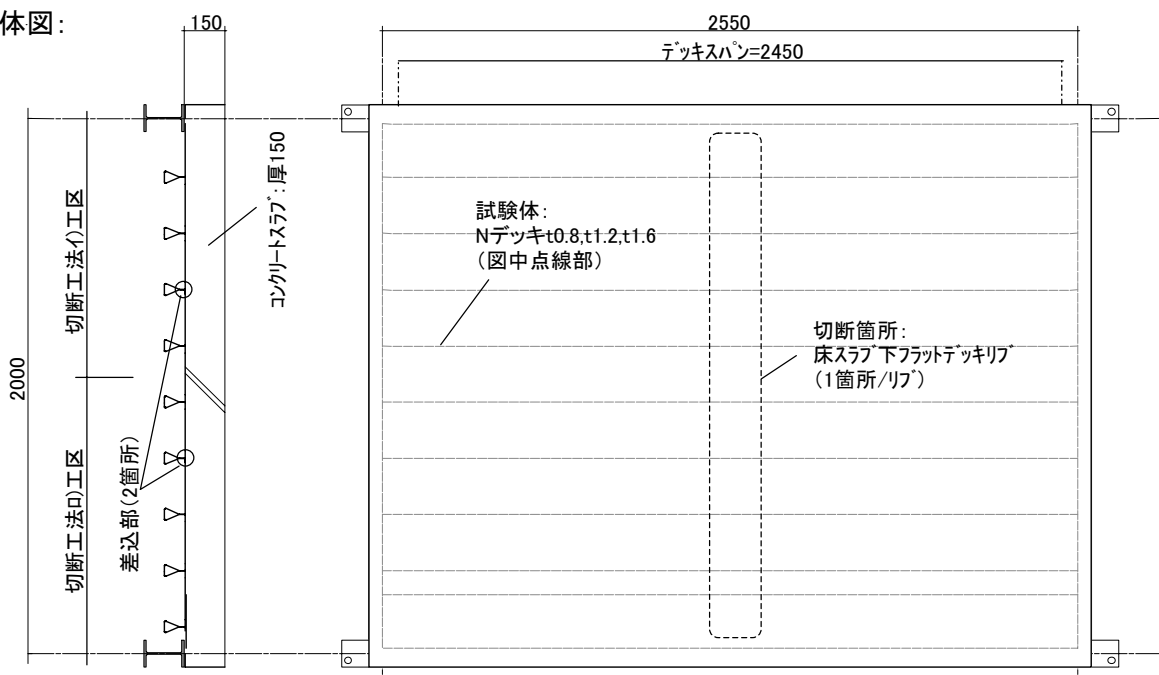 体図:
150
2550
ﾃﾞｯｷｽﾊﾟﾝ=2450
コンクリートスラブ:厚150
切断工法ｲ)工区
2000
切断工法ﾛ)工区
差込部(2箇所)
試験体:
Nデッキt0.8,t1.2,t1.6
(図中点線部)
切断箇所:
床ｽﾗﾌﾞ下ﾌﾗｯﾄﾃﾞｯｷﾘﾌﾞ
(1箇所/ﾘﾌﾞ)